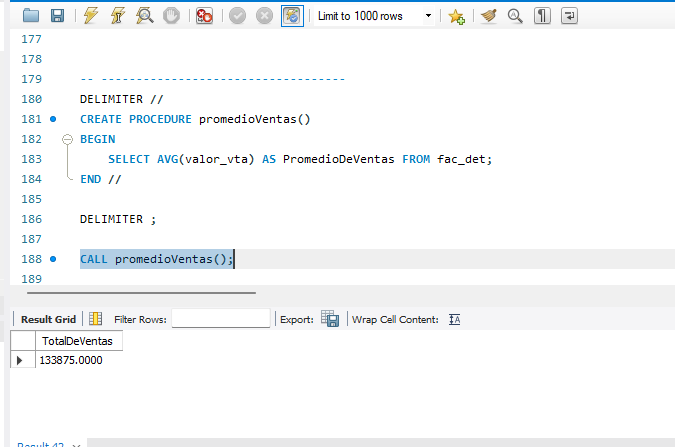 Limit to 1000 rows
177
178
179 -- -----------------------------------
180 DELIMITER //
181 CREATE PROCEDURE promedioVentas()
182 BEGIN
183 SELECT AVG(valor_vta) AS PromedioDeVentas FROM fac_det;
184 END //
185
186 DELIMITER ;
187
188 CALL promedioVentas();
189
Result Grid Filter Rows: Export: Wrap Cell Content:
TotalDeVentas
133875.0000